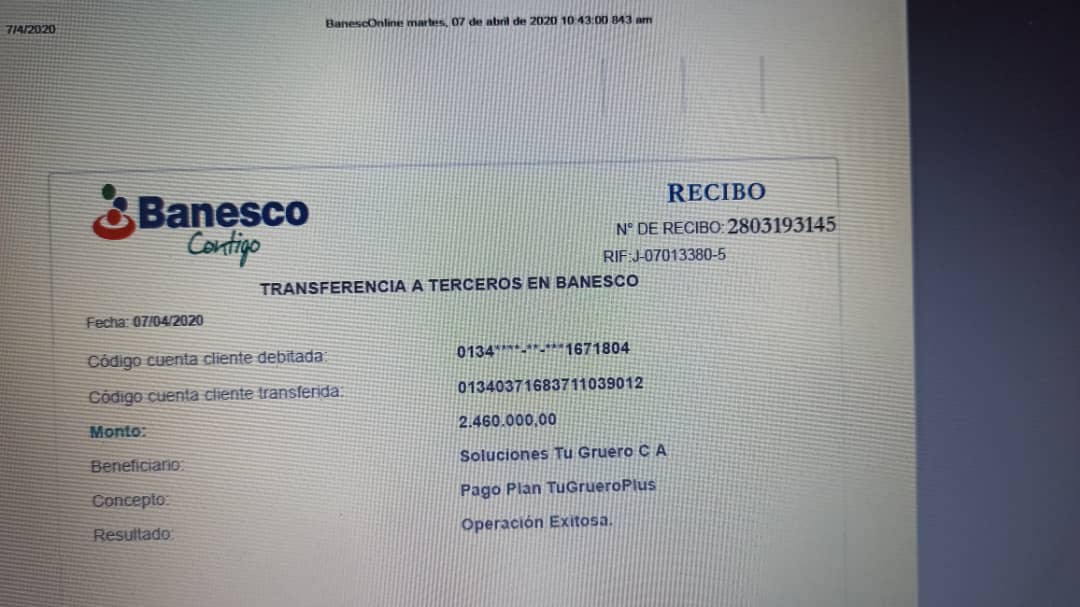 7/4/2020
BanescOnline martes, 07 de abril de 2020 10:43:00 843 am
Banesco
Contigo
RECIBO
N° DE RECIBO: 2803193145
RIF:J-07013380-5
TRANSFERENCIA A TERCEROS EN BANESCO
Fecha: 07/04/2020
Código cuenta cliente debitada: 0134****-**-***1671804
Código cuenta cliente transferida: 01340371683711039012
Monto: 2.460.000,00
Beneficiario: Soluciones Tu Gruero C A
Concepto: Pago Plan TuGrueroPlus
Resultado: Operación Exitosa.